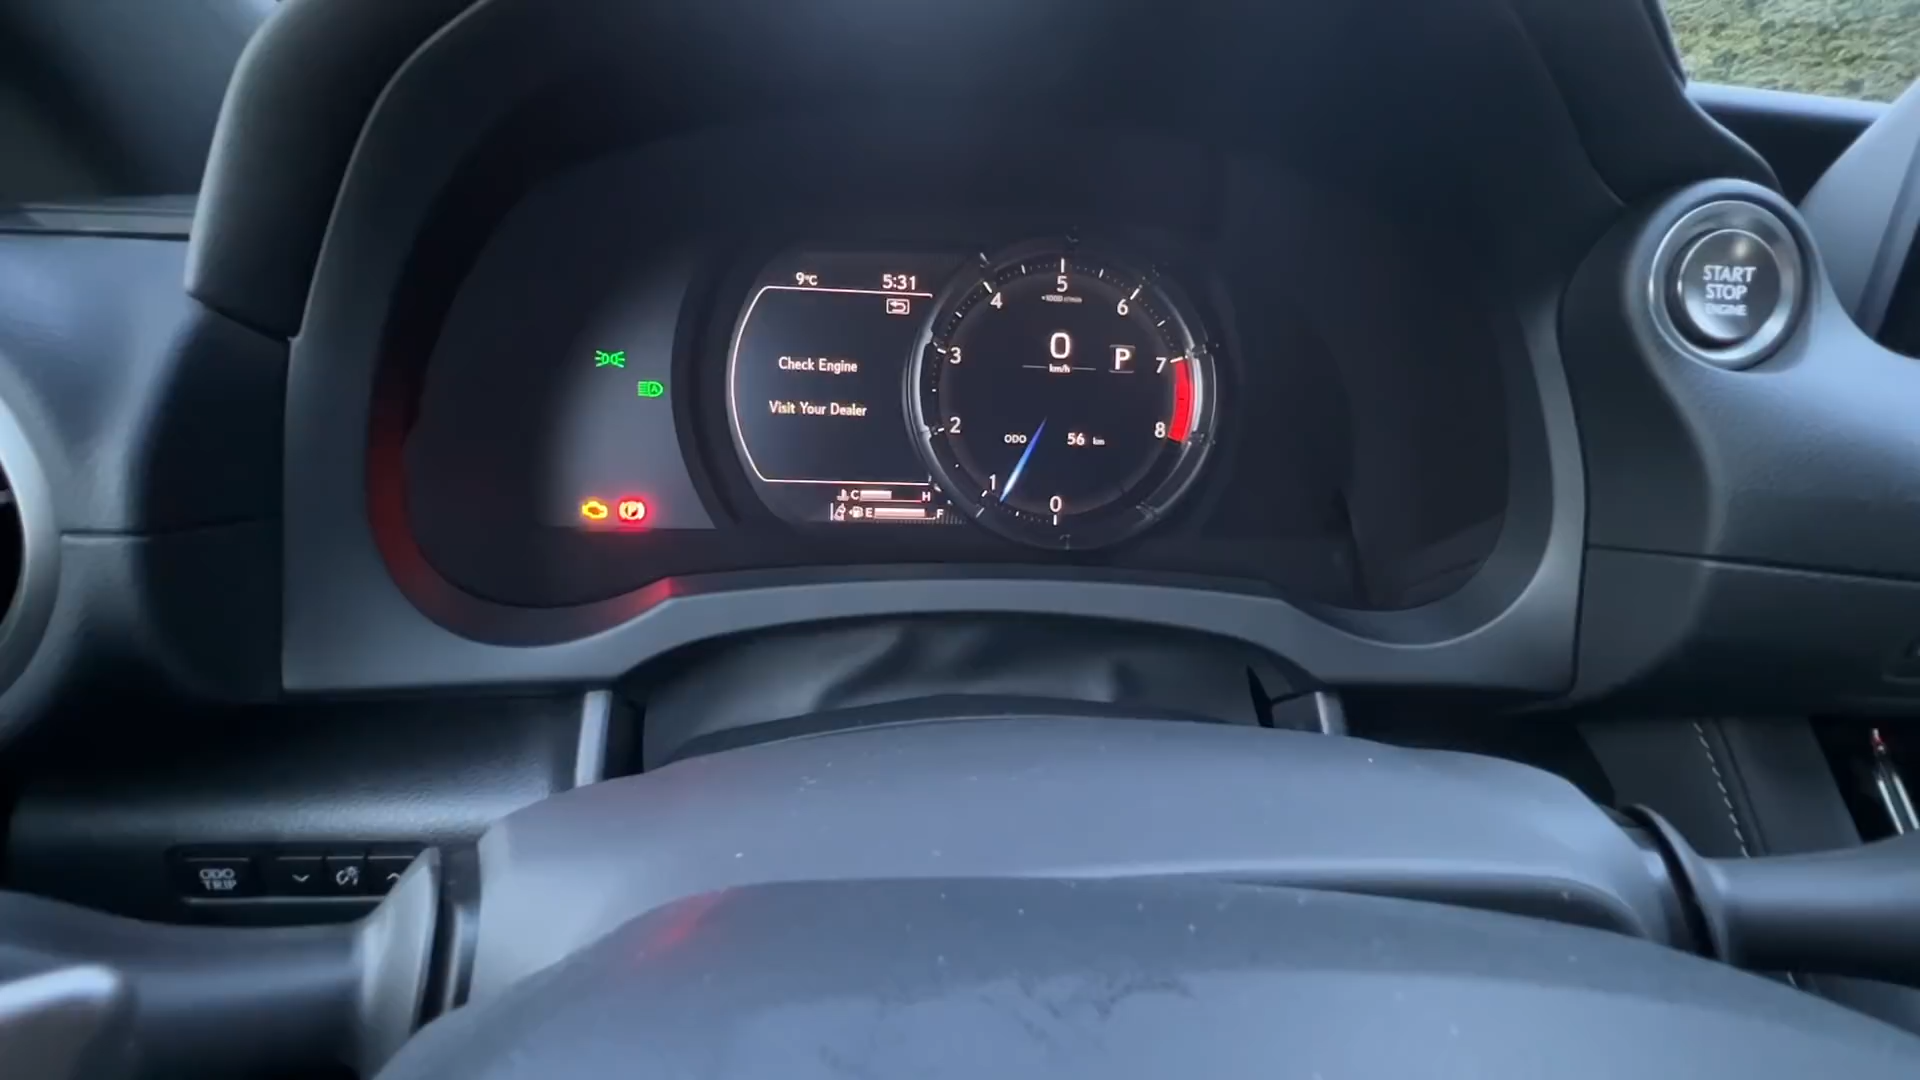 9°C 5:31
Check Engine
Visit Your Dealer
C H
E F
0
km/h
P
ODO 56 km
0
1
2
3
4
5
6
7
8
START
STOP
ENGINE
ODO
TRIP
A
P